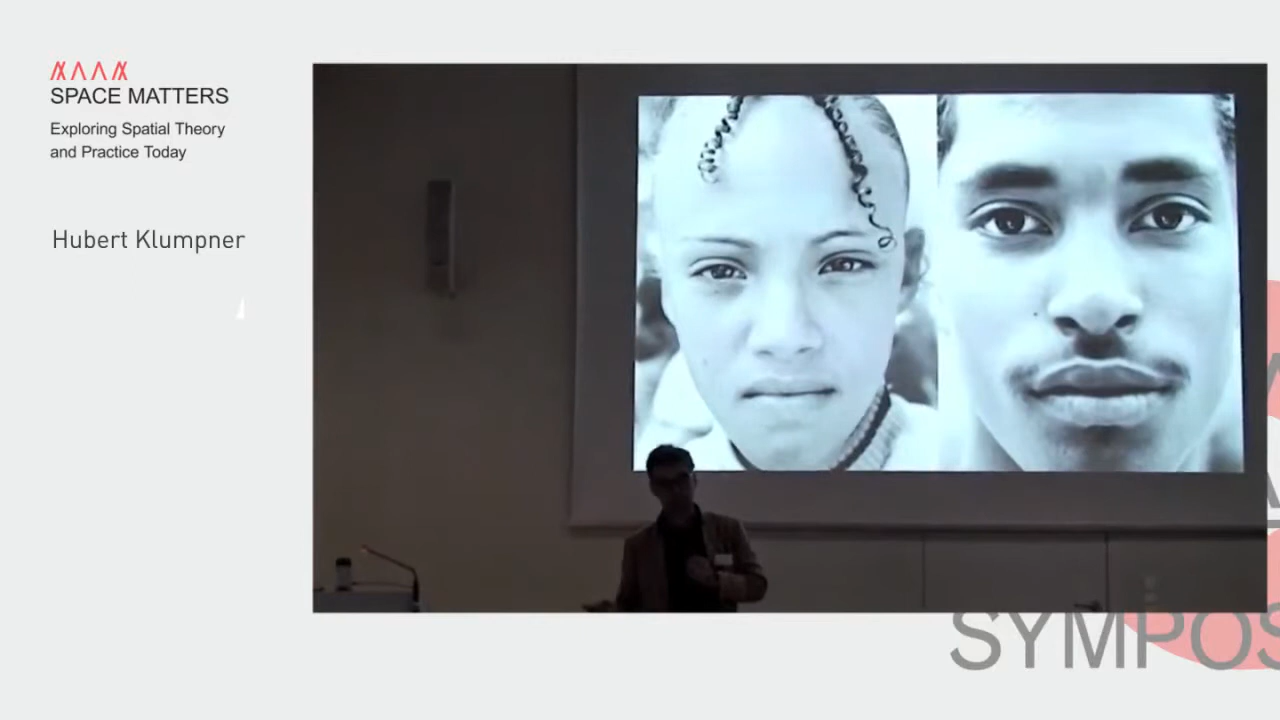 SPACE MATTERS
Exploring Spatial Theory
and Practice Today
Hubert Klumpner
SYMPOS